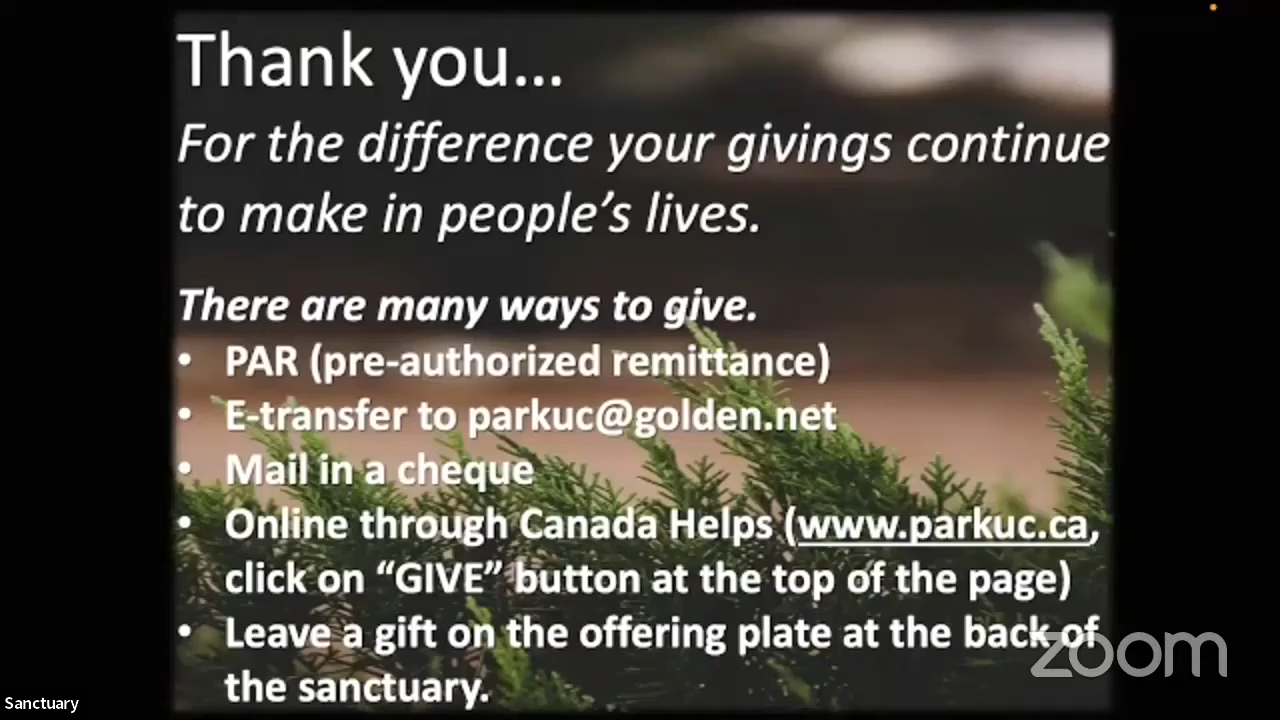 Thank you...
For the difference your givings continue
to make in people's lives.
There are many ways to give.
• PAR (pre-authorized remittance)
• E-transfer to parkuc@golden.net
• Mail in a cheque
• Online through Canada Helps (www.parkuc.ca,
click on “GIVE” button at the top of the page)
• Leave a gift on the offering plate at the back of
the sanctuary.
zoom
Sanctuary